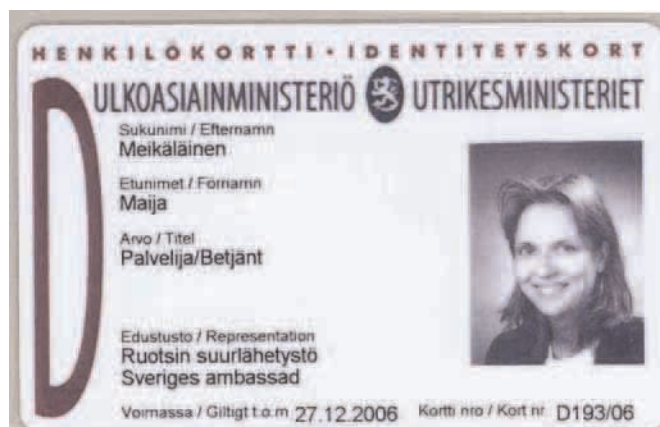 HENKILÖKORTTI · IDENTITETSKORT
D
ULKOASIAINMINISTERIÖ UTRIKESMINISTERIET
Sukunimi / Efternamn
Meikäläinen
Etunimet / Förnamn
Maija
Arvo / Titel
Palvelija/Betjänt
Edustusto / Representation
Ruotsin suurlähetystö
Sveriges ambassad
Voimassa / Giltigt t.o.m 27.12.2006 Kortti nro / Kort nr D193/06